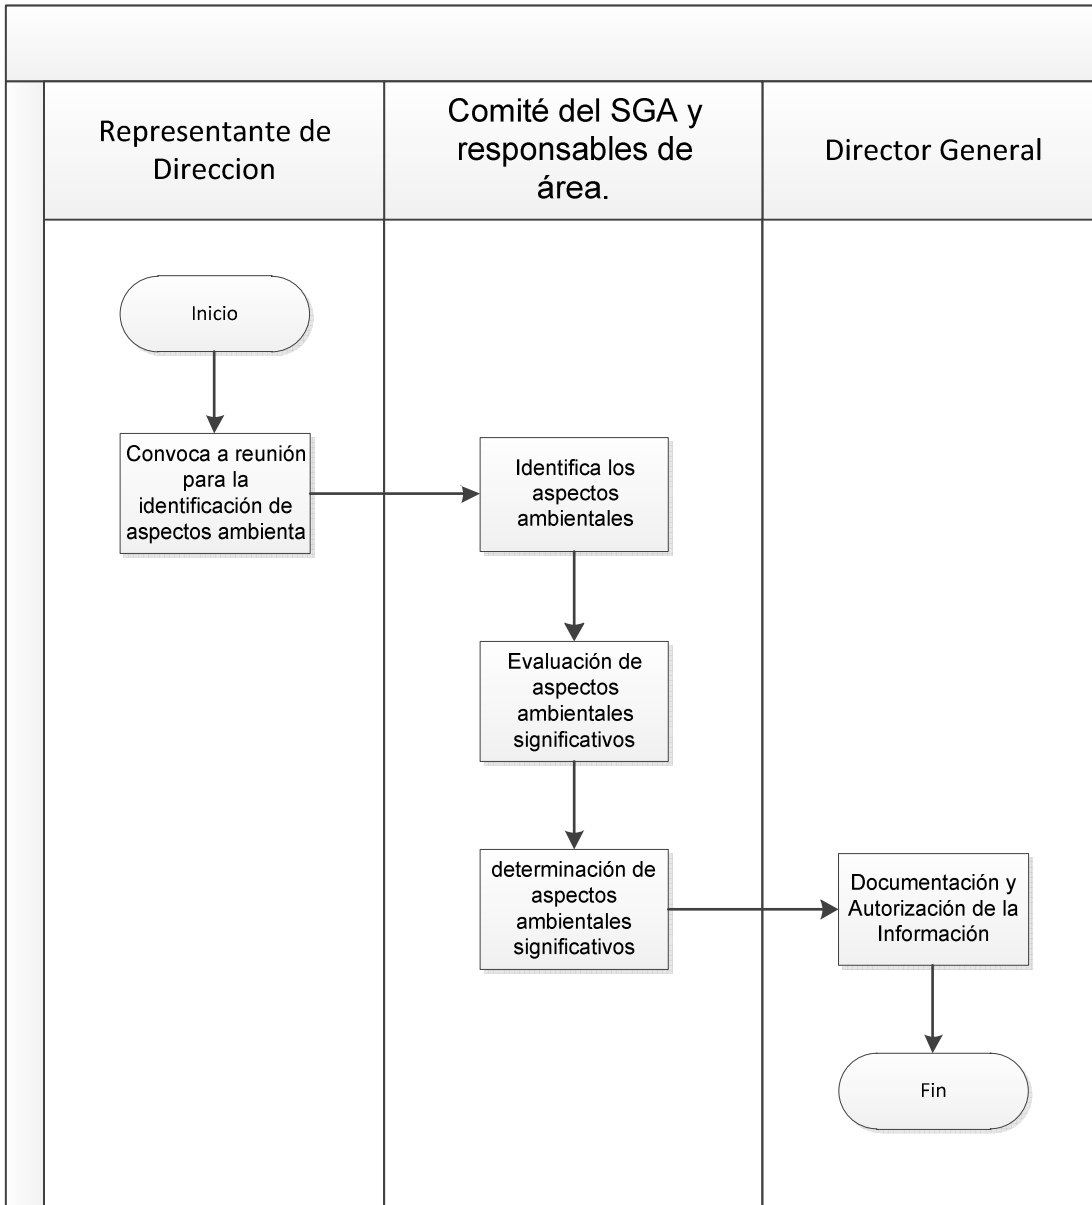 Representante de
Direccion
Comité del SGA y
responsables de
área.
Director General
Inicio
Convoca a reunión
para la
identificación de
aspectos ambienta
Identifica los
aspectos
ambientales
Evaluación de
aspectos
ambientales
significativos
determinación de
aspectos
ambientales
significativos
Documentación y
Autorización de la
Información
Fin